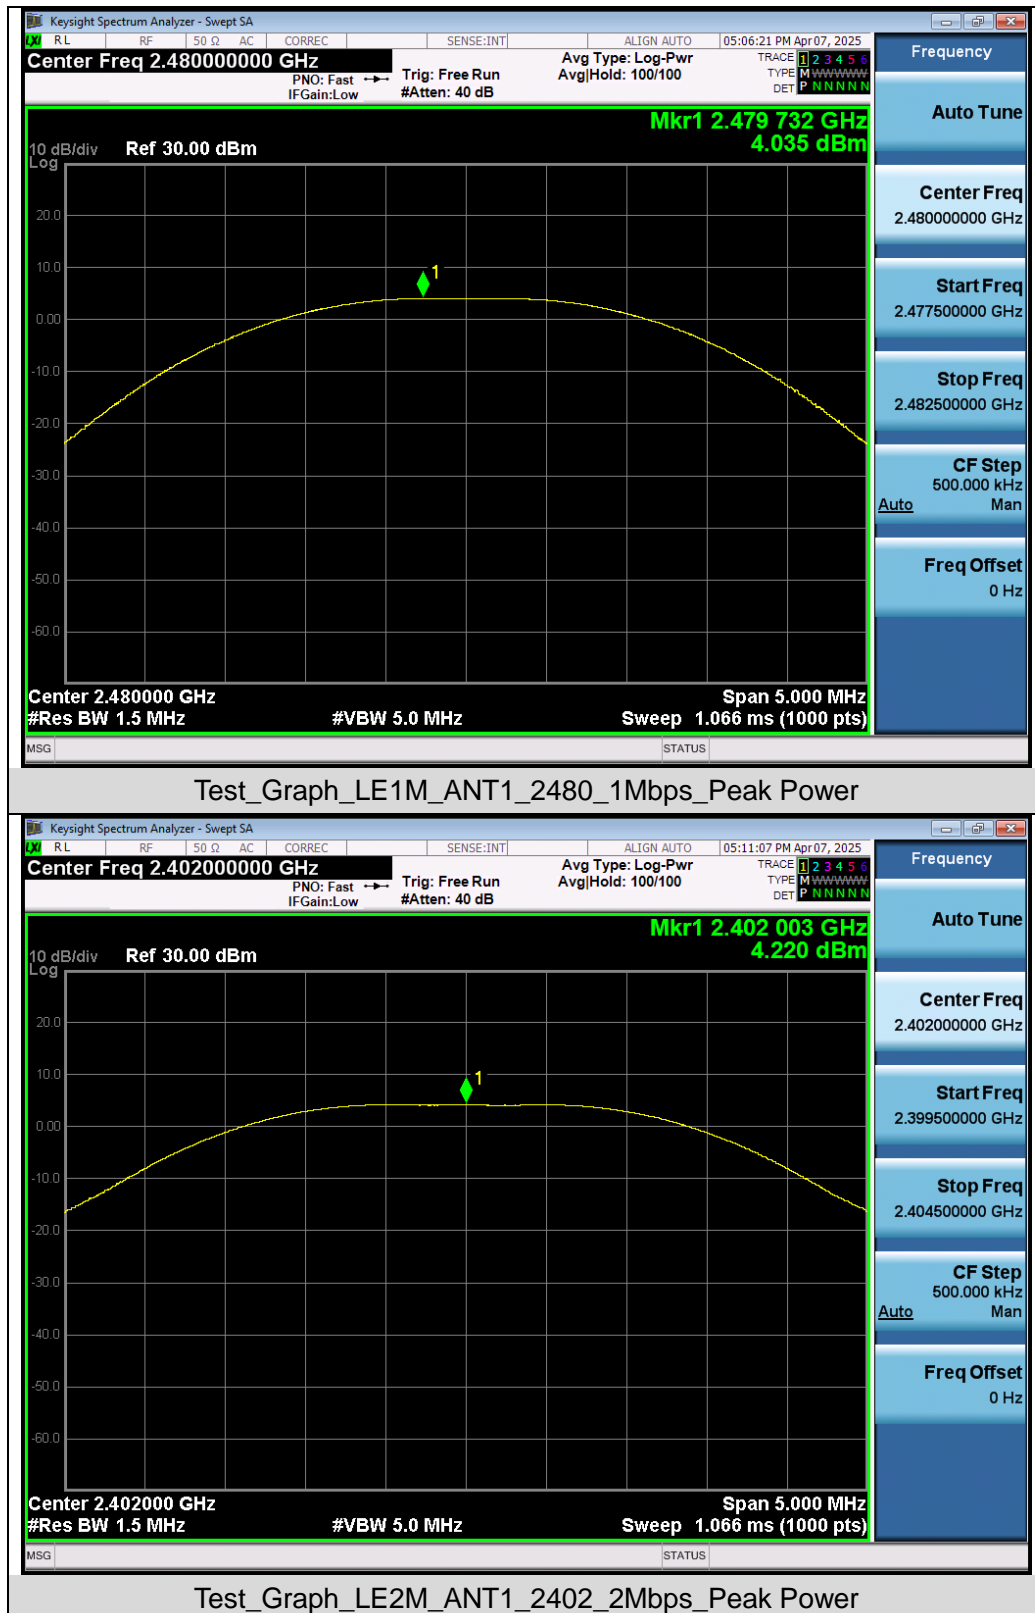 Keysight Spectrum Analyzer - Swept SA
LXI RL RF 50 Ω AC CORREC SENSE:INT ALIGN AUTO 05:06:21 PM Apr 07, 2025
Center Freq 2.480000000 GHz
PNO: Fast
IFGain:Low
Trig: Free Run
#Atten: 40 dB
Avg Type: Log-Pwr
Avg|Hold: 100/100
TRACE 1 2 3 4 5 6
TYPE M WWWWW
DET P N N N N N
Frequency
Mkr1 2.479 732 GHz
4.035 dBm
10 dB/div Ref 30.00 dBm
Log
20.0
10.0
0.00
-10.0
-20.0
-30.0
-40.0
-50.0
-60.0
1
Center 2.480000 GHz
Span 5.000 MHz
#Res BW 1.5 MHz
#VBW 5.0 MHz
Sweep 1.066 ms (1000 pts)
MSG
STATUS
Auto Tune
Center Freq
2.480000000 GHz
Start Freq
2.477500000 GHz
Stop Freq
2.482500000 GHz
CF Step
500.000 kHz
Auto Man
Freq Offset
0 Hz
Test_Graph_LE1M_ANT1_2480_1Mbps_Peak Power
Keysight Spectrum Analyzer - Swept SA
LXI RL RF 50 Ω AC CORREC SENSE:INT ALIGN AUTO 05:11:07 PM Apr 07, 2025
Center Freq 2.402000000 GHz
PNO: Fast
IFGain:Low
Trig: Free Run
#Atten: 40 dB
Avg Type: Log-Pwr
Avg|Hold: 100/100
TRACE 1 2 3 4 5 6
TYPE M WWWWW
DET P N N N N N
Frequency
Mkr1 2.402 003 GHz
4.220 dBm
10 dB/div Ref 30.00 dBm
Log
20.0
10.0
0.00
-10.0
-20.0
-30.0
-40.0
-50.0
-60.0
1
Center 2.402000 GHz
Span 5.000 MHz
#Res BW 1.5 MHz
#VBW 5.0 MHz
Sweep 1.066 ms (1000 pts)
MSG
STATUS
Auto Tune
Center Freq
2.402000000 GHz
Start Freq
2.399500000 GHz
Stop Freq
2.404500000 GHz
CF Step
500.000 kHz
Auto Man
Freq Offset
0 Hz
Test_Graph_LE2M_ANT1_2402_2Mbps_Peak Power